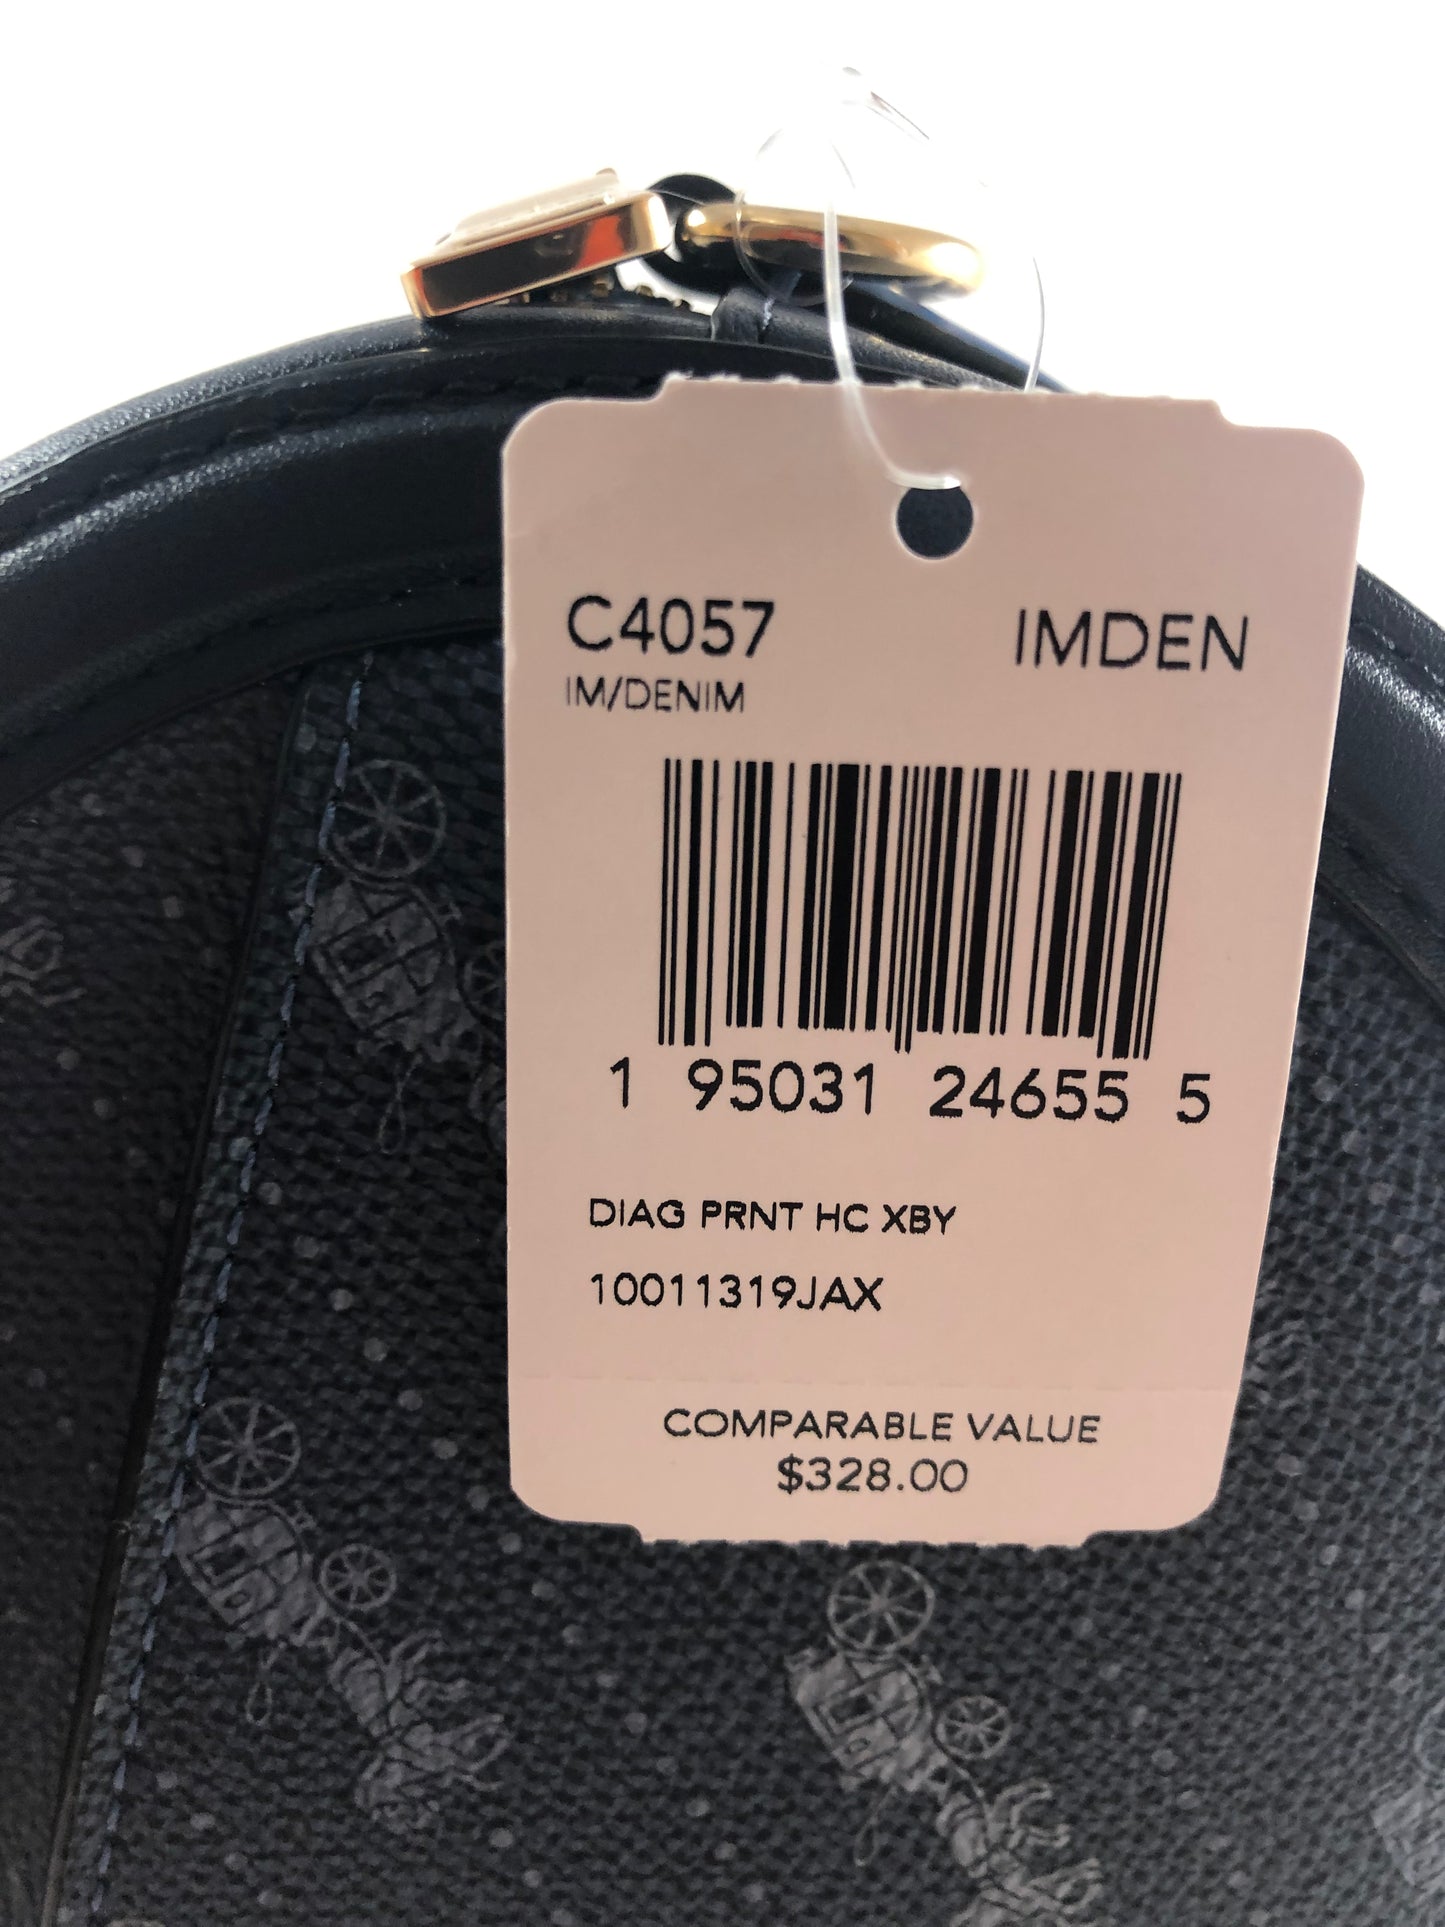 C4057 IMDEN
IM/DENIM
1 95031 24655 5
DIAG PRNT HC XBY
10011319JAX
COMPARABLE VALUE
$328.00